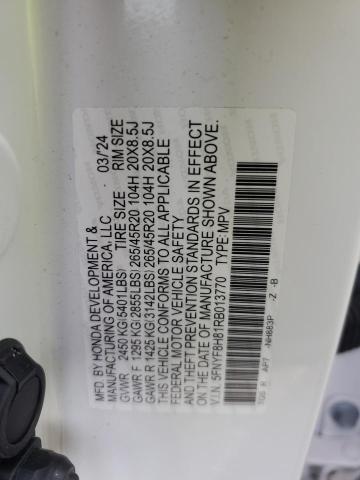 MFD. BY HONDA DEVELOPMENT & 03/24
MANUFACTURING OF AMERICA, LLC
TIRE SIZE RIM SIZE
GVWR 2450 KG(5401LBS)
GAWR F 1295 KG(2855LBS) 265/45R20 104H 20X8.5J
GAWR R 1425 KG(3142LBS) 265/45R20 104H 20X8.5J
THIS VEHICLE CONFORMS TO ALL APPLICABLE
FEDERAL MOTOR VEHICLE SAFETY
AND THEFT PREVENTION STANDARDS IN EFFECT
ON THE DATE OF MANUFACTURE SHOWN ABOVE.
V.I.N. 5FNYF8H81RB013770 TYPE:MPV
TGS R AP7 -NH883P -Z -B